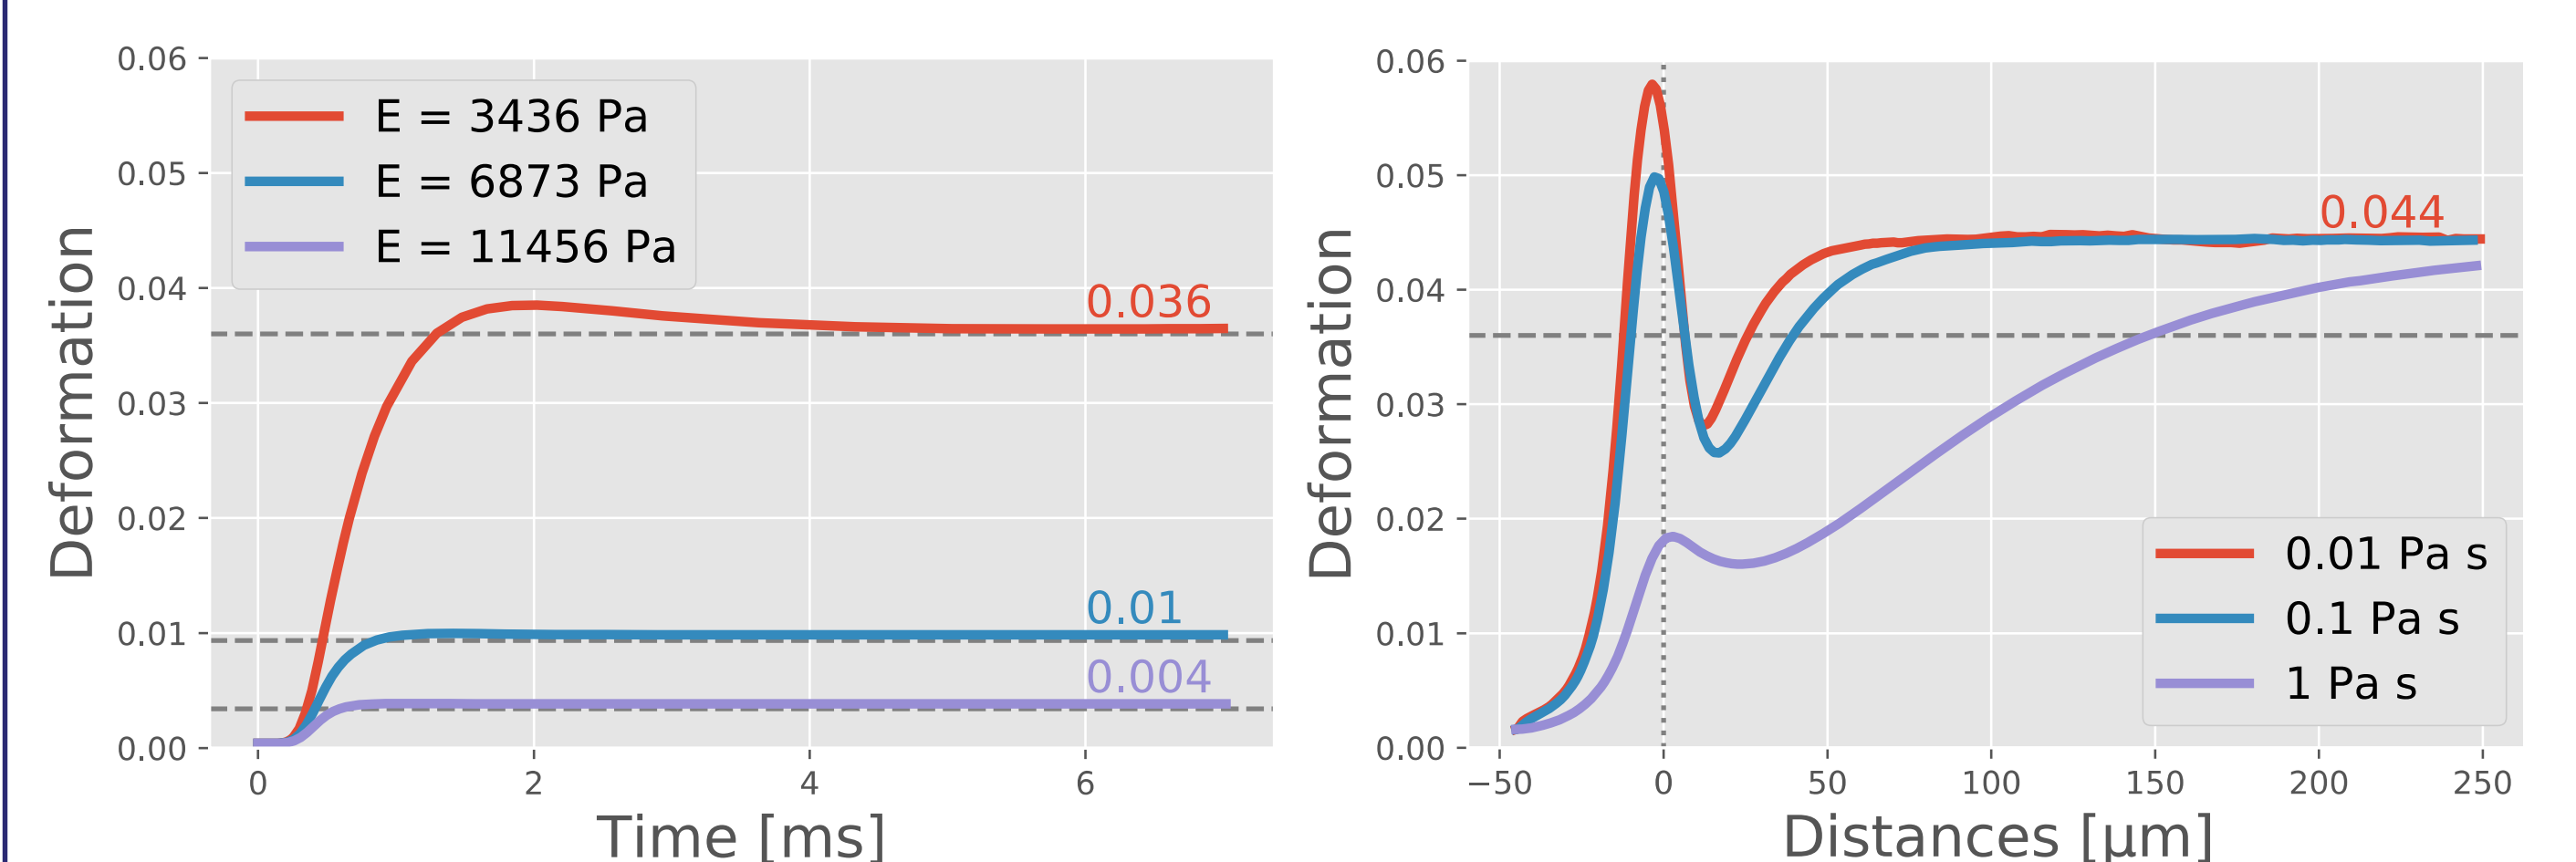 0.06
0.05
0.04
0.03
0.02
0.01
0.00
Deformation
E = 3436 Pa
E = 6873 Pa
E = 11456 Pa
0.036
0.01
0.004
0 2 4 6
Time [ms]
0.06
0.05
0.04
0.03
0.02
0.01
0.00
Deformation
0.044
0.01 Pa s
0.1 Pa s
1 Pa s
−50 0 50 100 150 200 250
Distances [µm]